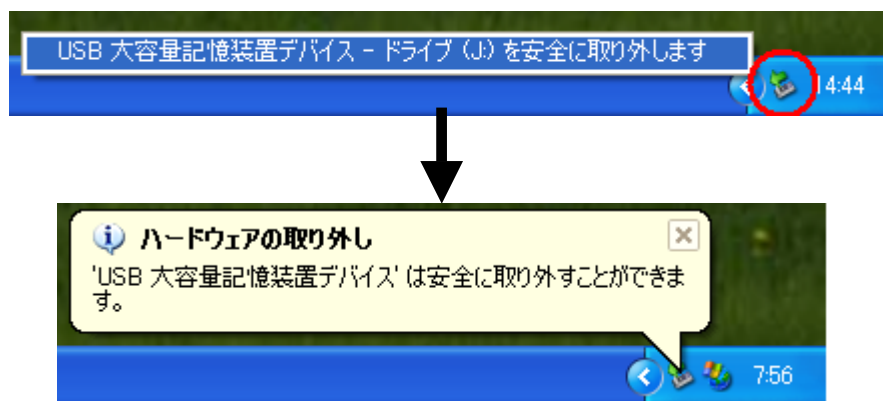 USB 大容量記憶装置デバイス - ドライブ (J:) を安全に取り外します
14:44
ハードウェアの取り外し
'USB 大容量記憶装置デバイス' は安全に取り外すことができま
す。
7:56